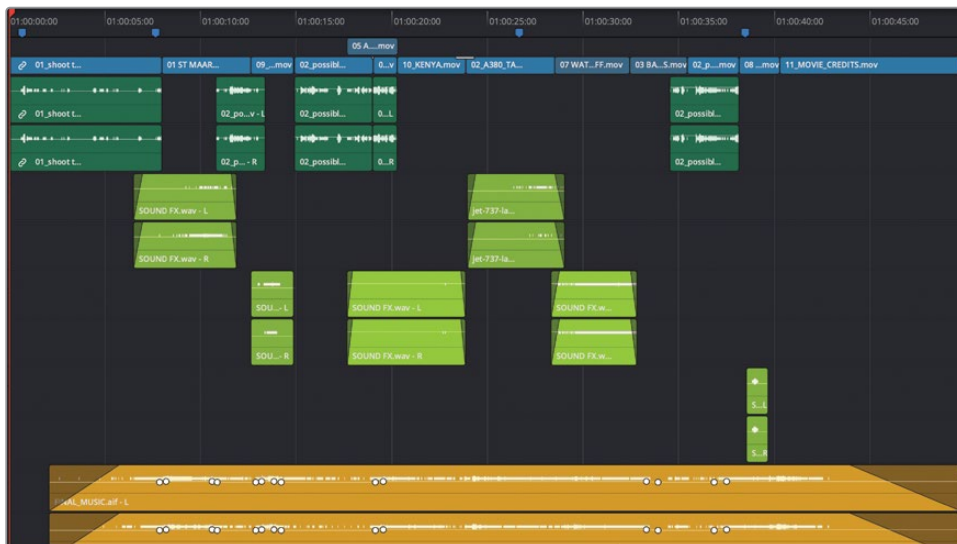 01:00:00:00 01:00:05:00 01:00:10:00 01:00:15:00 01:00:20:00 01:00:25:00 01:00:30:00 01:00:35:00 01:00:40:00 01:00:45:00
05 A....mov
01_shoot t... 01 ST MAAR... 09_...mov 02_possibl... 0...v 10_KENYA.mov 02_A380_TA... 07 WAT...FF.mov 03 BA...S.mov 02_p....mov 08 ...mov 11_MOVIE_CREDITS.mov
01_shoot t... 02_po...v - L 02_possibl... 0...L 02_possibl...
01_shoot t... 02_p... - R 02_possibl... 0...R 02_possibl...
SOUND FX.wav - L jet-737-la...
SOUND FX.wav - R jet-737-la...
SOU...- L SOUND FX.wav - L SOUND FX.w...
SOU...- R SOUND FX.wav - R SOUND FX.w...
S...L
S...R
FINAL_MUSIC.aif - L